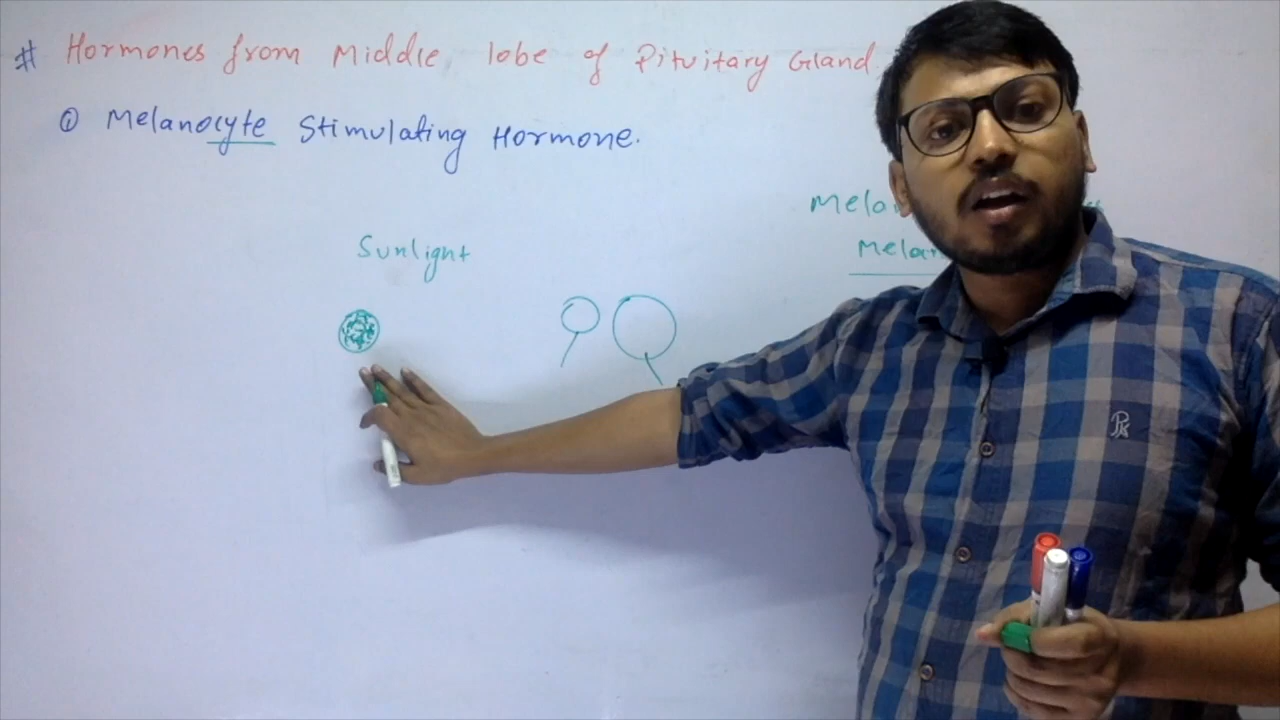 # Hormones from Middle lobe of Pituitary Gland.
① Melanocyte Stimulating Hormone.
Sunlight